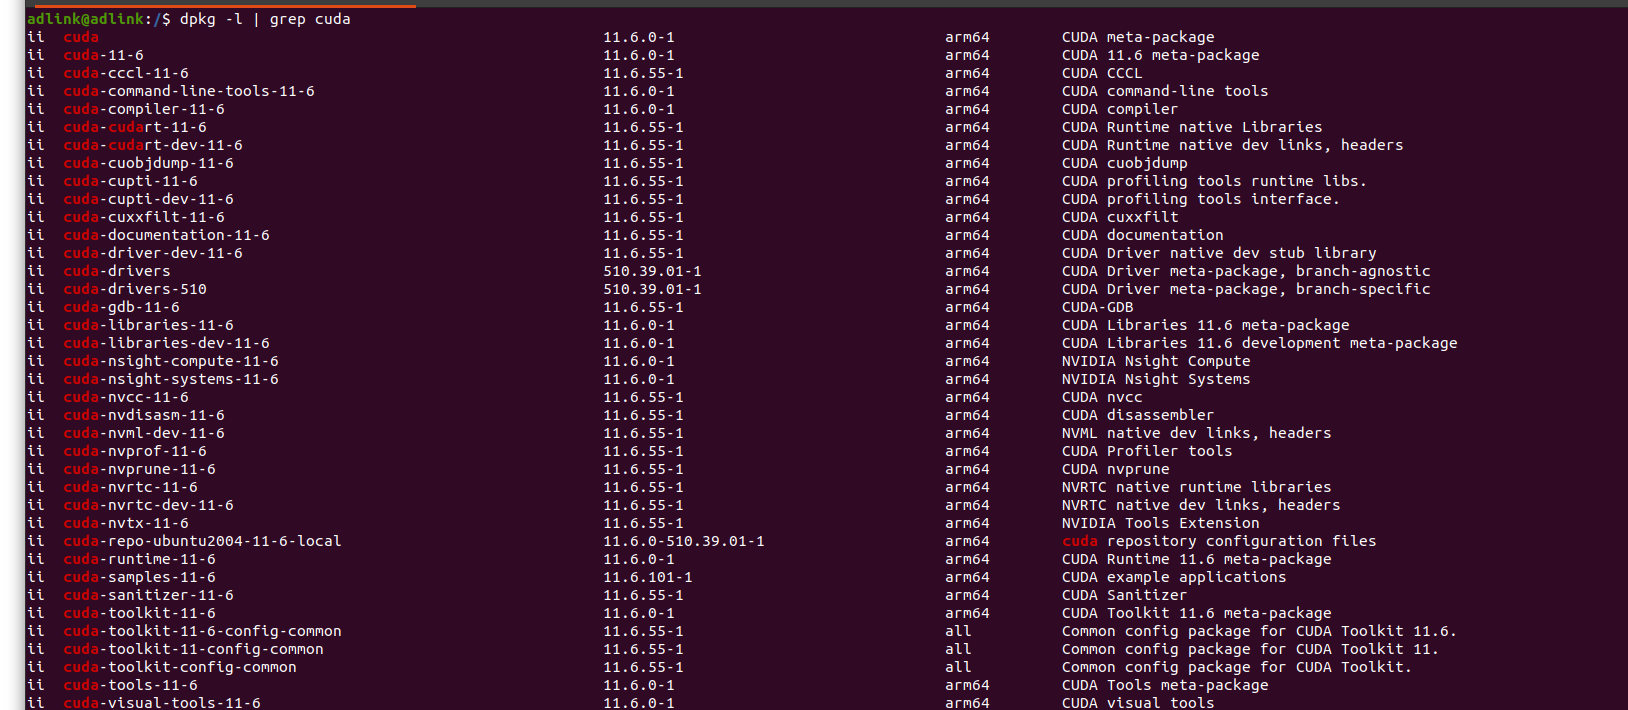 adlink@adlink:/$ dpkg -l | grep cuda
ii  cuda  11.6.0-1  arm64  CUDA meta-package
ii  cuda-11-6  11.6.0-1  arm64  CUDA 11.6 meta-package
ii  cuda-cccl-11-6  11.6.55-1  arm64  CUDA CCCL
ii  cuda-command-line-tools-11-6  11.6.0-1  arm64  CUDA command-line tools
ii  cuda-compiler-11-6  11.6.0-1  arm64  CUDA compiler
ii  cuda-cudart-11-6  11.6.55-1  arm64  CUDA Runtime native Libraries
ii  cuda-cudart-dev-11-6  11.6.55-1  arm64  CUDA Runtime native dev links, headers
ii  cuda-cuobjdump-11-6  11.6.55-1  arm64  CUDA cuobjdump
ii  cuda-cupti-11-6  11.6.55-1  arm64  CUDA profiling tools runtime libs.
ii  cuda-cupti-dev-11-6  11.6.55-1  arm64  CUDA profiling tools interface.
ii  cuda-cuxxfilt-11-6  11.6.55-1  arm64  CUDA cuxxfilt
ii  cuda-documentation-11-6  11.6.55-1  arm64  CUDA documentation
ii  cuda-driver-dev-11-6  11.6.55-1  arm64  CUDA Driver native dev stub library
ii  cuda-drivers  510.39.01-1  arm64  CUDA Driver meta-package, branch-agnostic
ii  cuda-drivers-510  510.39.01-1  arm64  CUDA Driver meta-package, branch-specific
ii  cuda-gdb-11-6  11.6.55-1  arm64  CUDA-GDB
ii  cuda-libraries-11-6  11.6.0-1  arm64  CUDA Libraries 11.6 meta-package
ii  cuda-libraries-dev-11-6  11.6.0-1  arm64  CUDA Libraries 11.6 development meta-package
ii  cuda-nsight-compute-11-6  11.6.0-1  arm64  NVIDIA Nsight Compute
ii  cuda-nsight-systems-11-6  11.6.0-1  arm64  NVIDIA Nsight Systems
ii  cuda-nvcc-11-6  11.6.55-1  arm64  CUDA nvcc
ii  cuda-nvdisasm-11-6  11.6.55-1  arm64  CUDA disassembler
ii  cuda-nvml-dev-11-6  11.6.55-1  arm64  NVML native dev links, headers
ii  cuda-nvprof-11-6  11.6.55-1  arm64  CUDA Profiler tools
ii  cuda-nvprune-11-6  11.6.55-1  arm64  CUDA nvprune
ii  cuda-nvrtc-11-6  11.6.55-1  arm64  NVRTC native runtime libraries
ii  cuda-nvrtc-dev-11-6  11.6.55-1  arm64  NVRTC native dev links, headers
ii  cuda-nvtx-11-6  11.6.55-1  arm64  NVIDIA Tools Extension
ii  cuda-repo-ubuntu2004-11-6-local  11.6.0-510.39.01-1  arm64  cuda repository configuration files
ii  cuda-runtime-11-6  11.6.0-1  arm64  CUDA Runtime 11.6 meta-package
ii  cuda-samples-11-6  11.6.101-1  arm64  CUDA example applications
ii  cuda-sanitizer-11-6  11.6.55-1  arm64  CUDA Sanitizer
ii  cuda-toolkit-11-6  11.6.0-1  arm64  CUDA Toolkit 11.6 meta-package
ii  cuda-toolkit-11-6-config-common  11.6.55-1  all  Common config package for CUDA Toolkit 11.6.
ii  cuda-toolkit-11-config-common  11.6.55-1  all  Common config package for CUDA Toolkit 11.
ii  cuda-toolkit-config-common  11.6.55-1  all  Common config package for CUDA Toolkit.
ii  cuda-tools-11-6  11.6.0-1  arm64  CUDA Tools meta-package
ii  cuda-visual-tools-11-6  11.6.0-1  arm64  CUDA visual tools